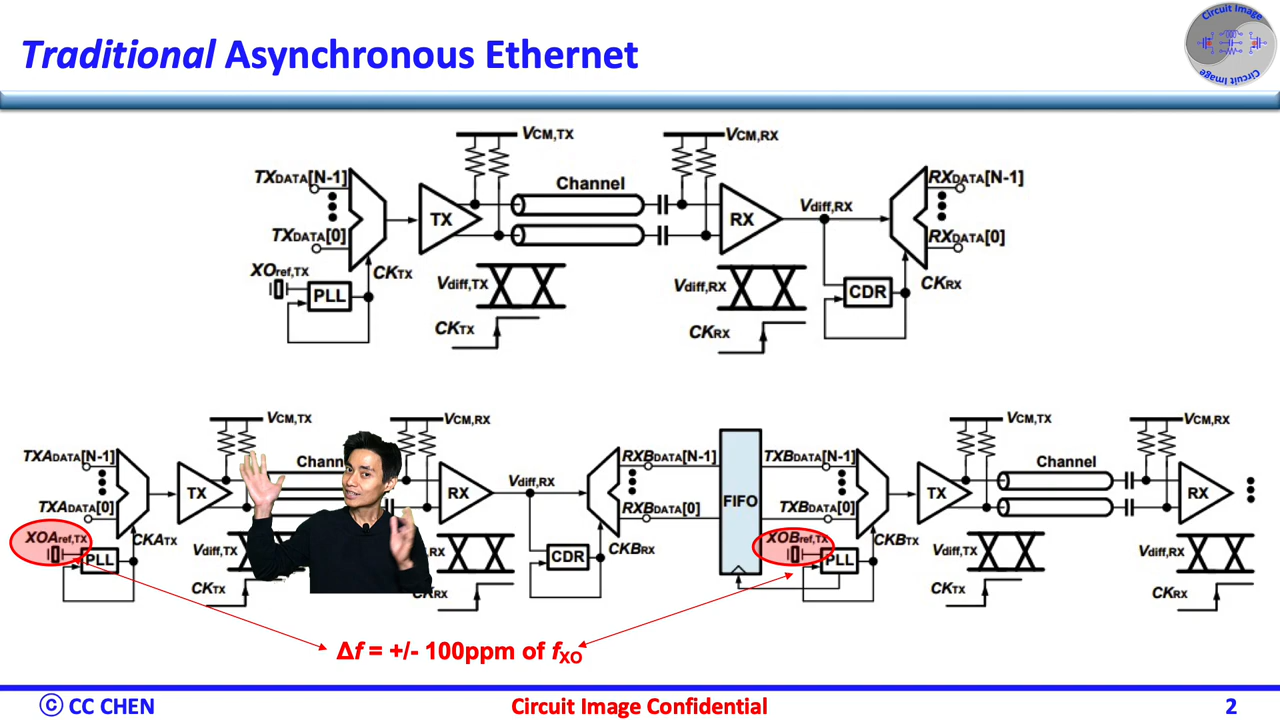 Traditional Asynchronous Ethernet
Circuit Image
Circuit Image
VCM,TX
VCM,RX
TXDATA[N-1]
Channel
RXDATA[N-1]
TX
RX
Vdiff,RX
TXDATA[0]
RXDATA[0]
XOref,TX
CKTX
PLL
Vdiff,TX
Vdiff,RX
CDR
CKRX
CKTX
CKRX
VCM,TX
VCM,RX
VCM,TX
VCM,RX
TXADATA[N-1]
RXBDATA[N-1]
TXBDATA[N-1]
Channel
TX
RX
Vdiff,RX
FIFO
TX
RX
TXADATA[0]
RXBDATA[0]
TXBDATA[0]
XOAref,TX
CKATX
CKBRX
XOBref,TX
CKBTX
PLL
Vdiff,TX
CDR
PLL
Vdiff,TX
Vdiff,RX
CKTX
CKTX
CKRX
Δf = +/- 100ppm of fXO
© CC CHEN
Circuit Image Confidential
2